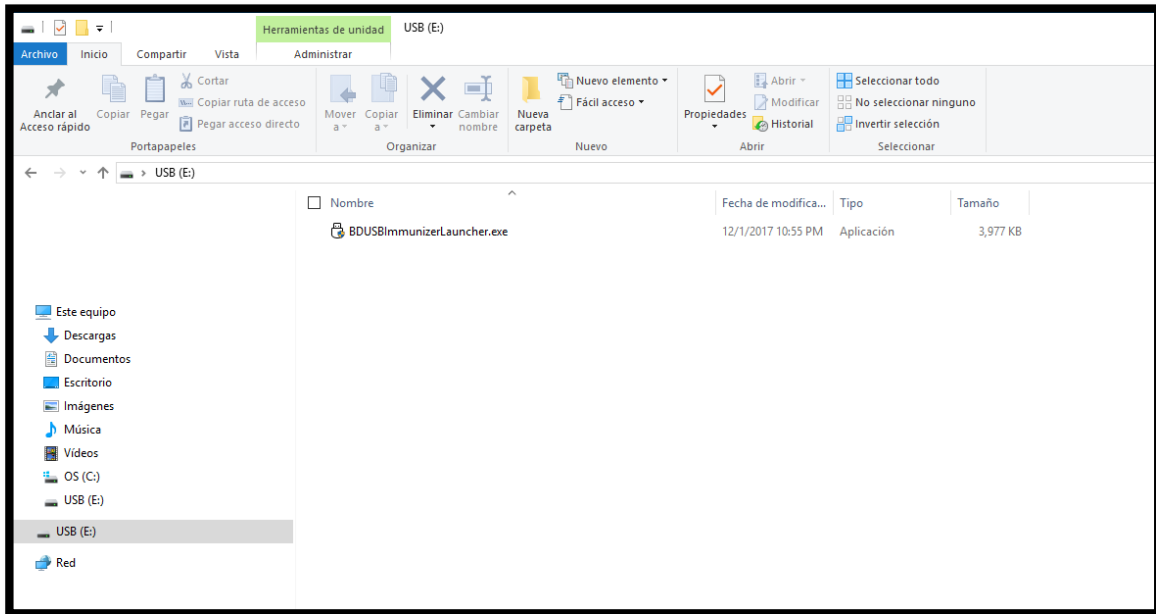 Herramientas de unidad USB (E:)
Archivo Inicio Compartir Vista Administrar
Anclar al
Acceso rápido
Copiar
Pegar
Cortar
Copiar ruta de acceso
Pegar acceso directo
Portapapeles
Mover
a
Copiar
a
Eliminar
Cambiar
nombre
Organizar
Nueva
carpeta
Nuevo elemento
Fácil acceso
Nuevo
Propiedades
Abrir
Modificar
Historial
Abrir
Seleccionar todo
No seleccionar ninguno
Invertir selección
Seleccionar
USB (E:)
Nombre Fecha de modifica... Tipo Tamaño
BDUSBImmunizerLauncher.exe 12/1/2017 10:55 PM Aplicación 3,977 KB
Este equipo
Descargas
Documentos
Escritorio
Imágenes
Música
Vídeos
OS (C:)
USB (E:)
USB (E:)
Red